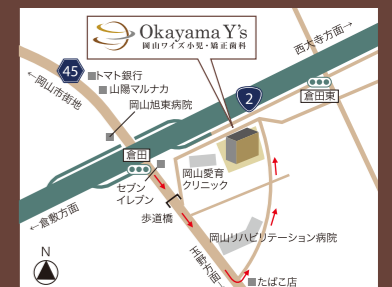 Okayama Y's
岡山ワイズ小児・矯正歯科
西大寺方面→
45
トマト銀行
山陽マルナカ
←岡山市街地
岡山旭東病院
2
倉田東
倉田
セブン
イレブン
岡山愛育
クリニック
←倉敷方面
歩道橋
岡山リハビリテーション病院
玉野方面→
N
たばこ店